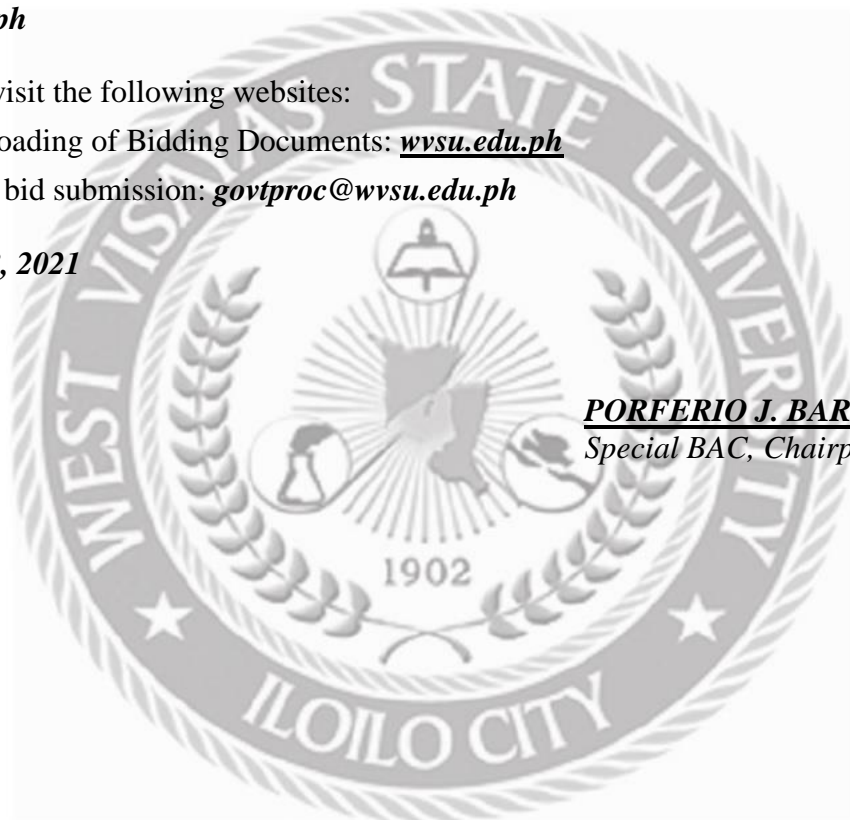 ph
visit the following websites:
oading of Bidding Documents: wvsu.edu.ph
bid submission: govtproc@wvsu.edu.ph
, 2021
PORFERIO J. BAR
Special BAC, Chairp
WEST VISAYAS STATE UNIVERSITY
1902
ILOILO CITY